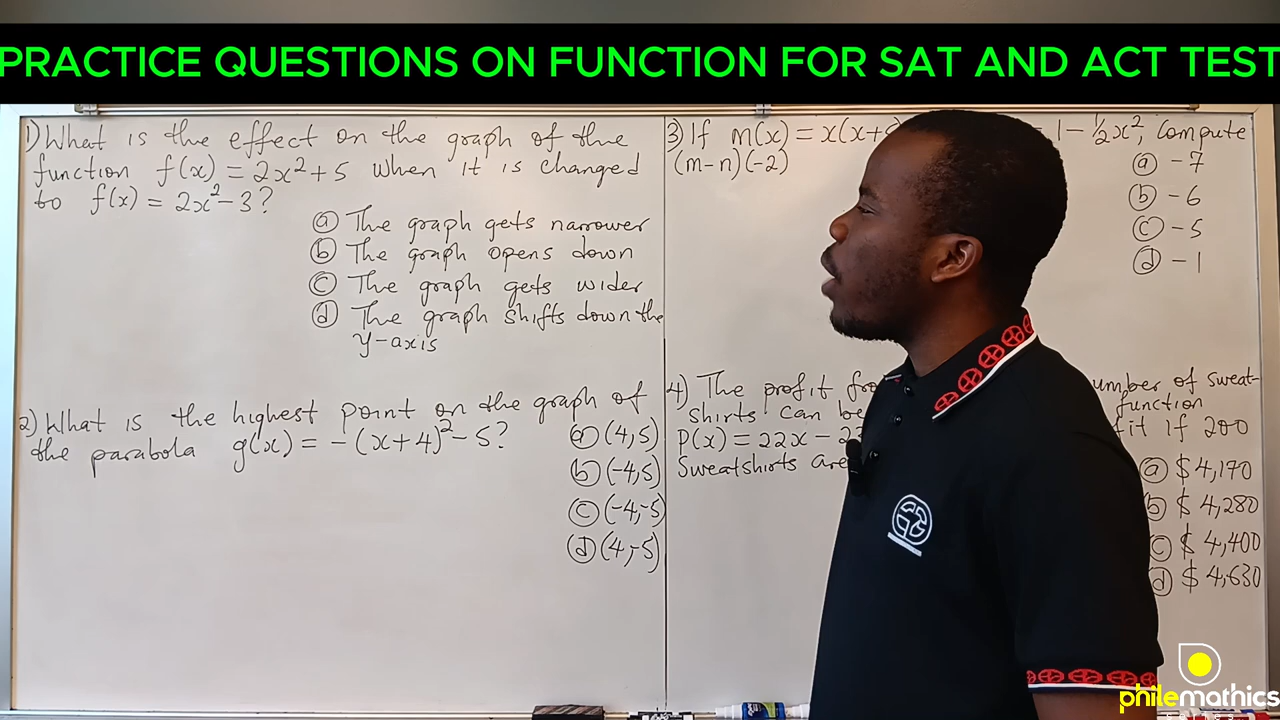 PRACTICE QUESTIONS ON FUNCTION FOR SAT AND ACT TEST
1) What is the effect on the graph of the
function f(x) = 2x² + 5 when it is changed
to f(x) = 2x² - 3?
(a) The graph gets narrower
(b) The graph opens down
(c) The graph gets wider
(d) The graph shifts down the
y-axis
2) What is the highest point on the graph of
the parabola g(x) = -(x+4)² - 5?
(a) (4, 5)
(b) (-4, 5)
(c) (-4, -5)
(d) (4, -5)
3) If m(x) = x(x+ = 1 - ½x², compute
(m-n)(-2)
(a) -7
(b) -6
(c) -5
(d) -1
4) The profit of sweat-
shirts can be function
P(x) = 22x - if 200
Sweatshirts are
(a) $4,170
(b) $4,280
(c) $4,400
(d) $4,630
philemathics